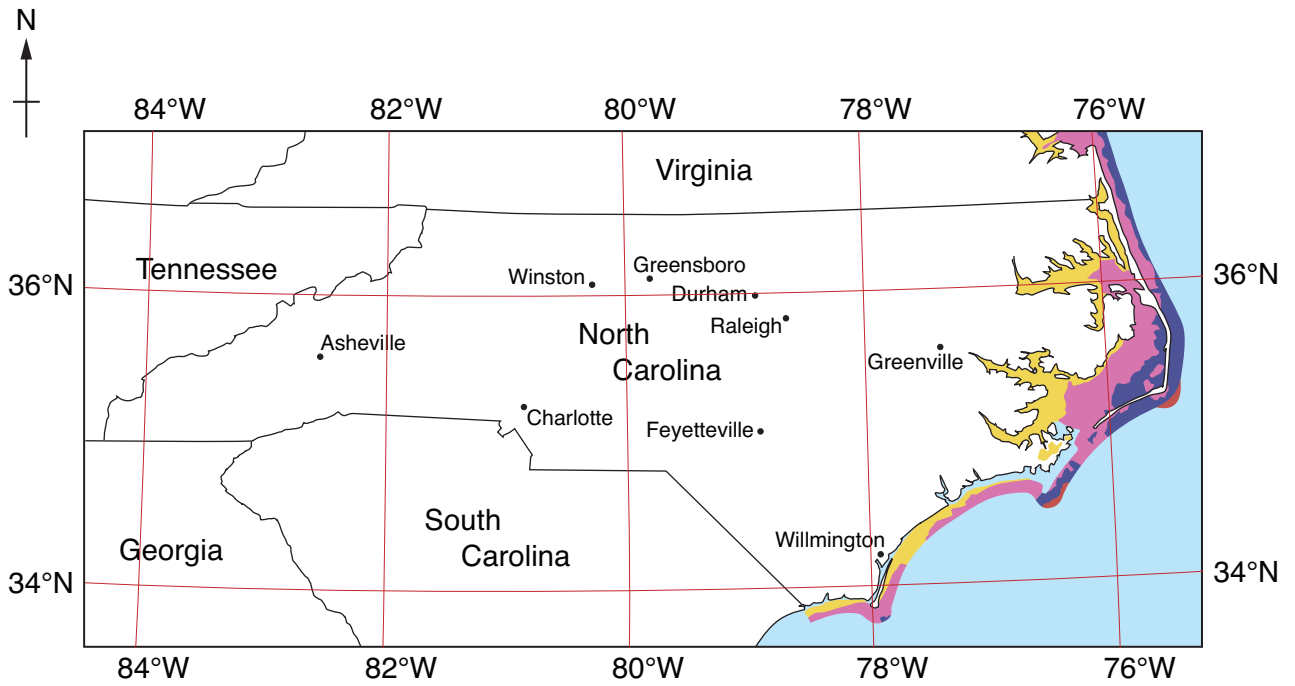 N
84°W 82°W 80°W 78°W 76°W
Virginia
Tennessee
36°N
36°N
Winston
Greensboro
Durham
Raleigh
North
Carolina
Asheville
Greenville
Charlotte
Feyetteville
South
Carolina
Georgia
Willmington
34°N
34°N
84°W 82°W 80°W 78°W 76°W